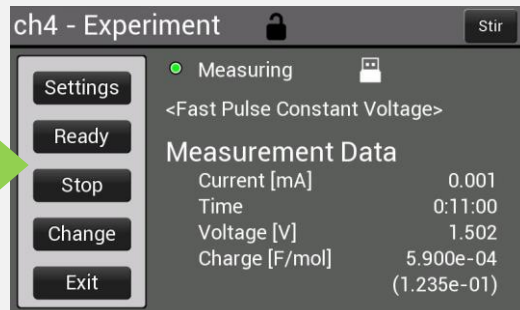 ch4 - Experiment Stir
Settings
Ready
Stop
Change
Exit
Measuring
<Fast Pulse Constant Voltage>
Measurement Data
Current [mA] 0.001
Time 0:11:00
Voltage [V] 1.502
Charge [F/mol] 5.900e-04
(1.235e-01)